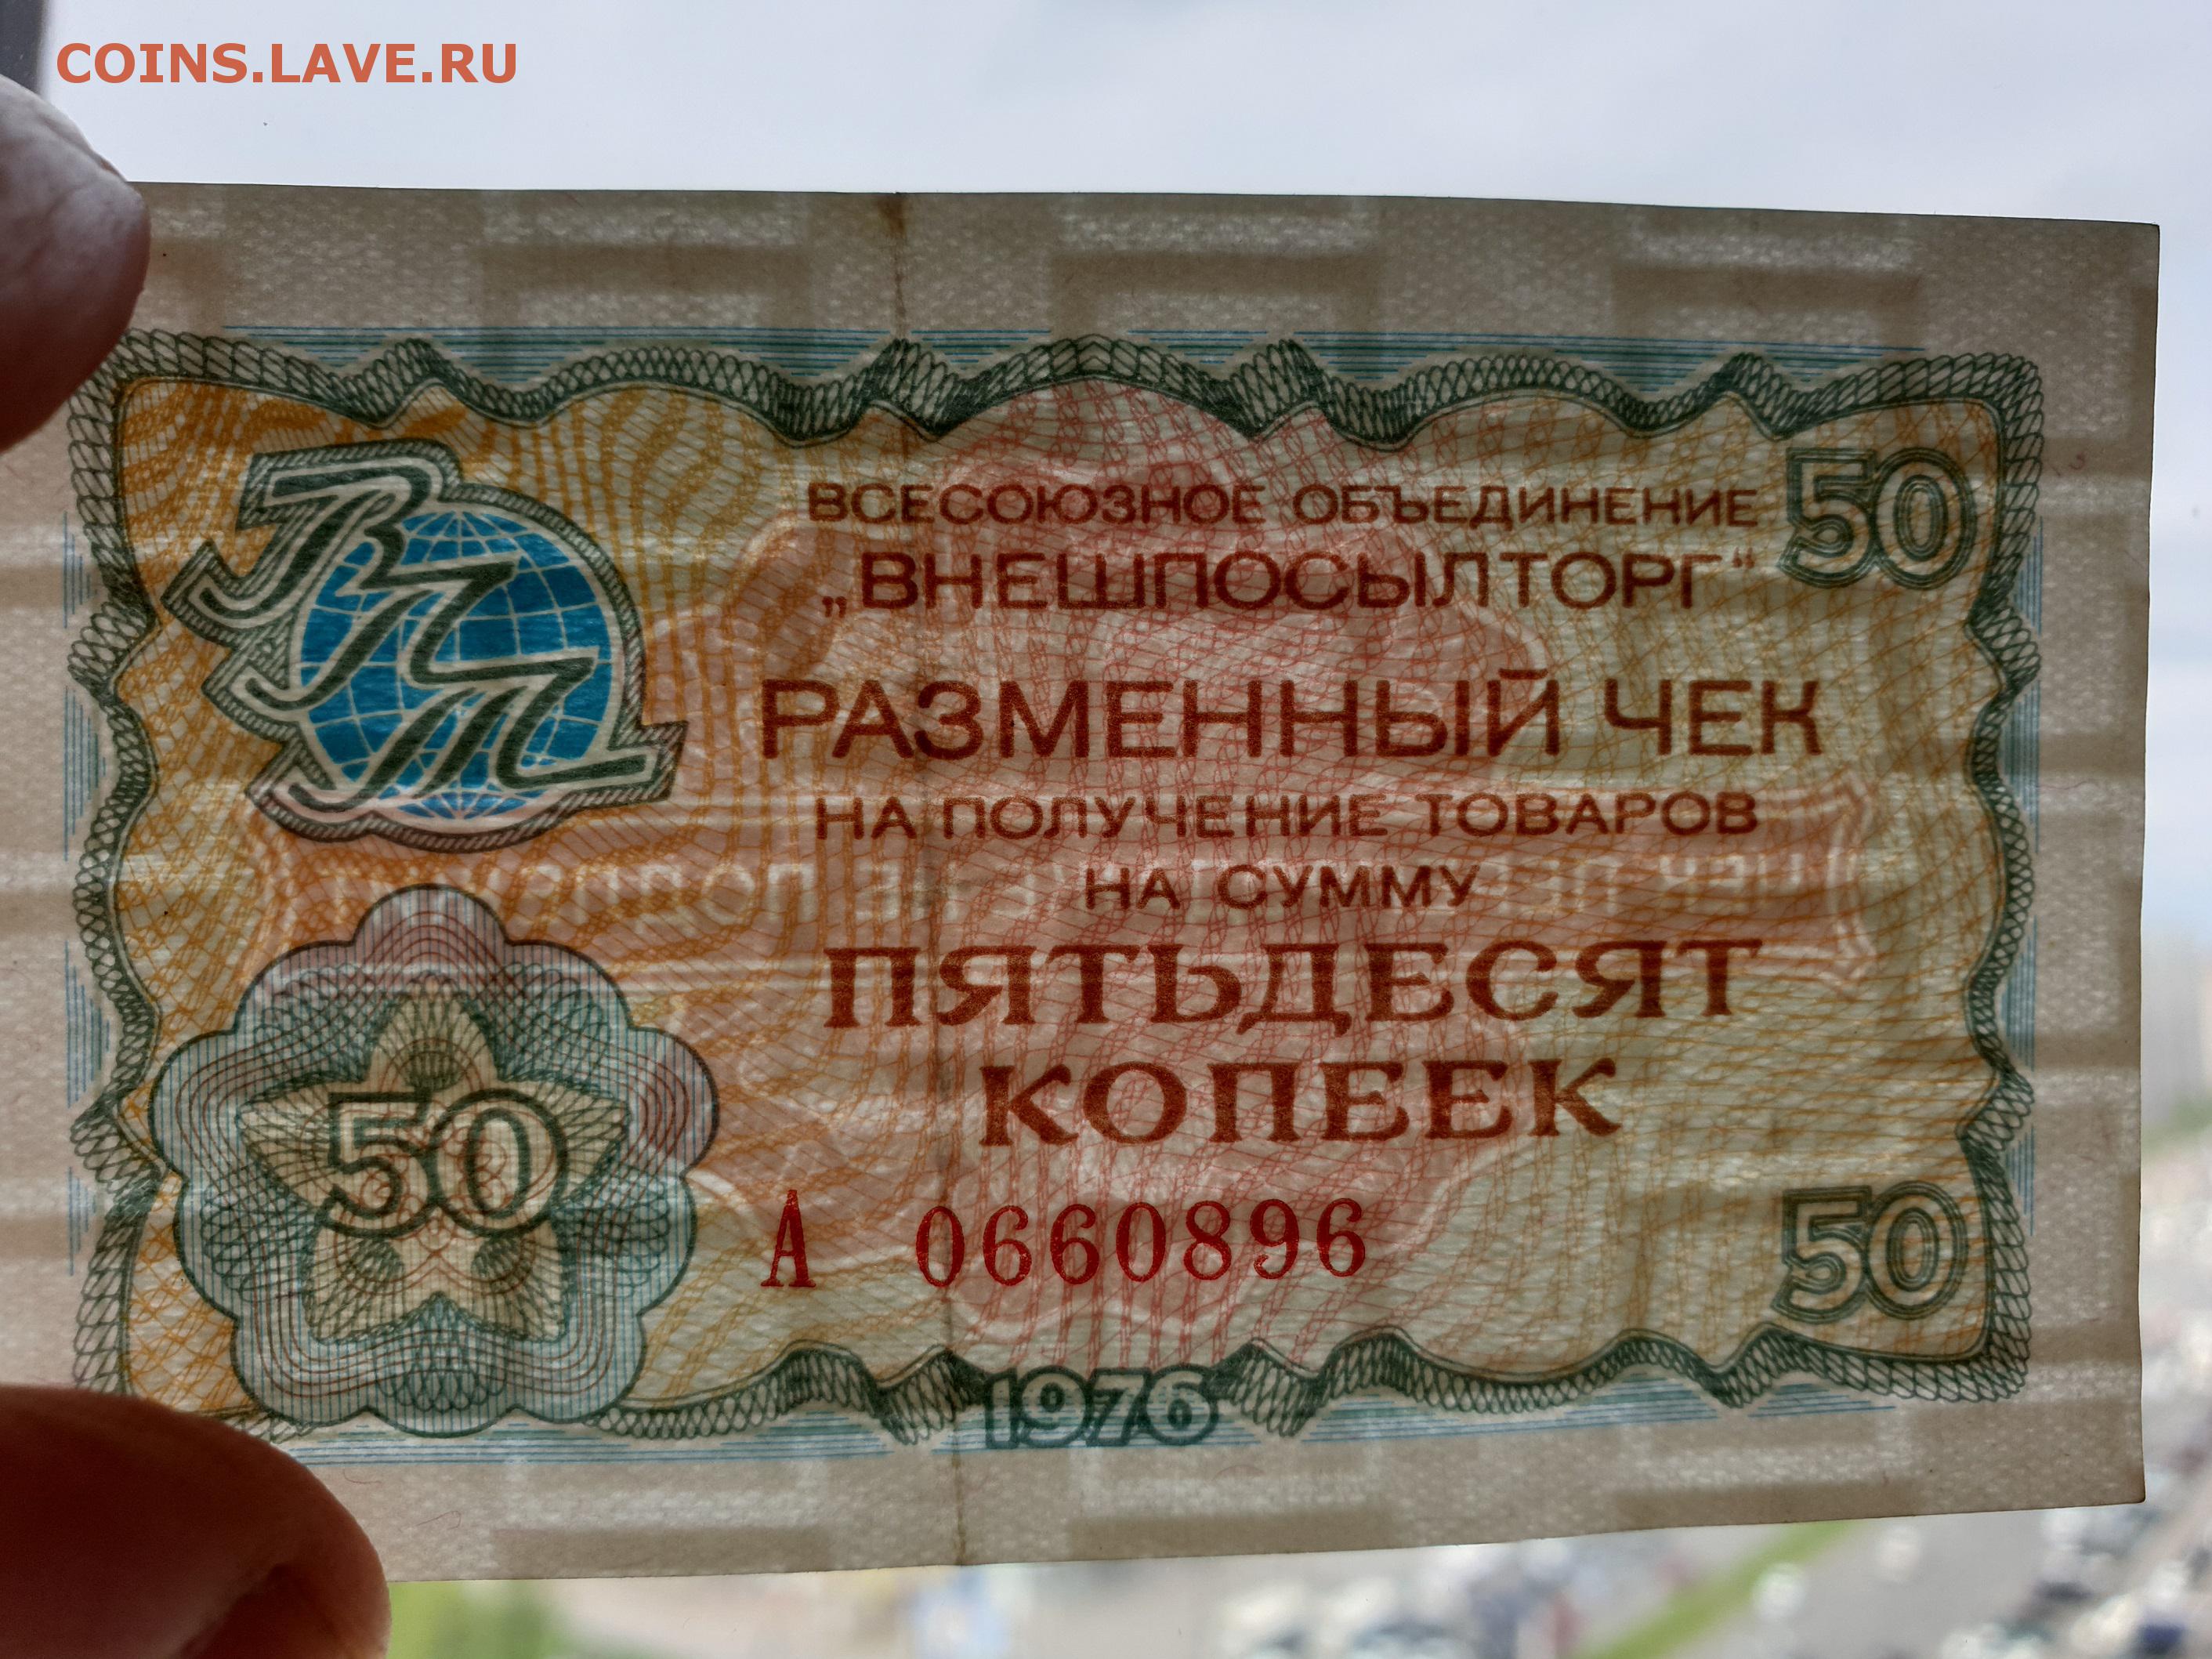 COINS.LAVE.RU
ВПТ
ВСЕСОЮЗНОЕ ОБЪЕДИНЕНИЕ
„ВНЕШПОСЫЛТОРГ“
50
РАЗМЕННЫЙ ЧЕК
НА ПОЛУЧЕНИЕ ТОВАРОВ
НА СУММУ
ПЯТЬДЕСЯТ
КОПЕЕК
50
А 0660896
50
1976